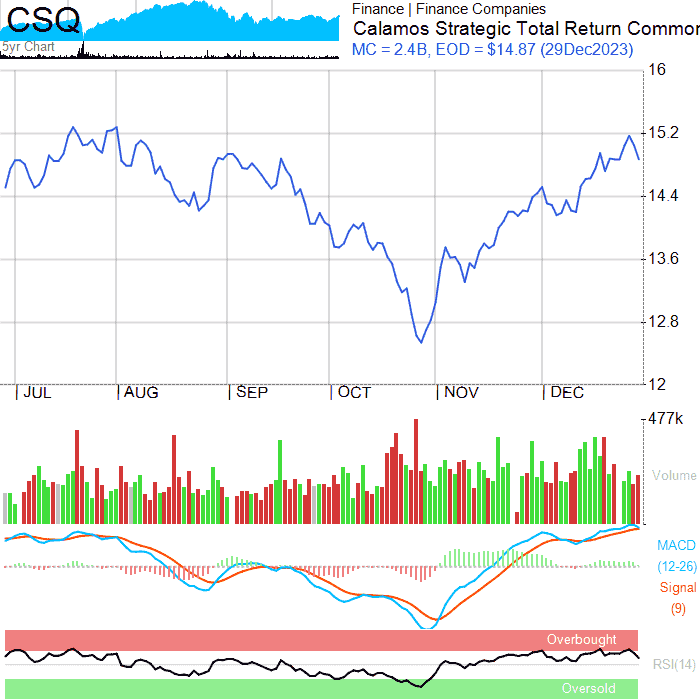 CSQ
5yr Chart
Finance | Finance Companies
Calamos Strategic Total Return Common
MC = 2.4B, EOD = $14.87 (29Dec2023)
16
15.2
14.4
13.6
12.8
12
| JUL | AUG | SEP | OCT | NOV | DEC
477k
Volume
MACD
(12-26)
Signal
(9)
Overbought
RSI(14)
Oversold